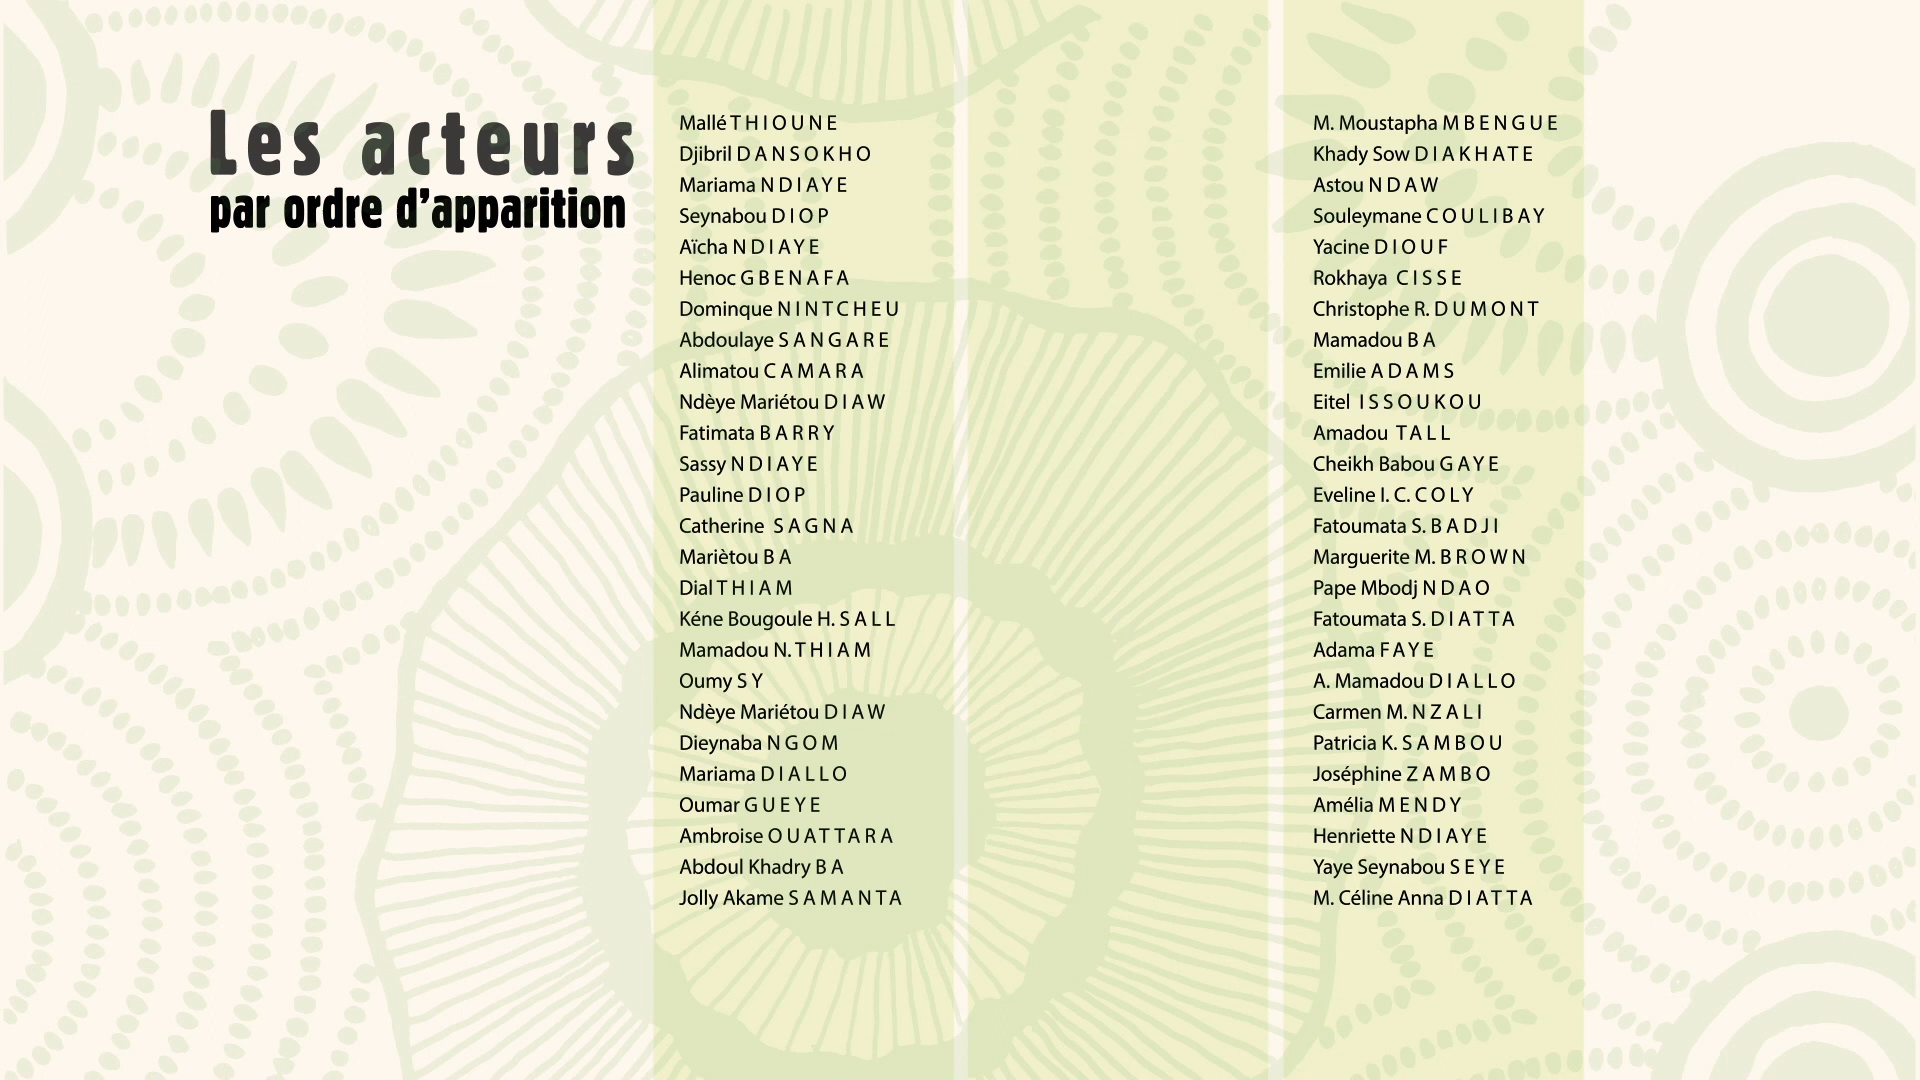 Les acteurs
par ordre d'apparition
Mallé THIOUNE
Djibril DANSOKHO
Mariama NDIAYE
Seynabou DIOP
Aïcha NDIAYE
Henoc GBENAFA
Dominque NINTCHEU
Abdoulaye SANGARE
Alimatou CAMARA
Ndèye Mariétou DIAW
Fatimata BARRY
Sassy NDIAYE
Pauline DIOP
Catherine SAGNA
Mariètou BA
Dial THIAM
Kéne Bougoule H. SALL
Mamadou N. THIAM
Oumy SY
Ndèye Mariétou DIAW
Dieynaba NGOM
Mariama DIALLO
Oumar GUEYE
Ambroise OUATTARA
Abdoul Khadry BA
Jolly Akame SAMANTA
M. Moustapha MBENGUE
Khady Sow DIAKHATE
Astou NDAW
Souleymane COULIBAY
Yacine DIOUF
Rokhaya CISSE
Christophe R. DUMONT
Mamadou BA
Emilie ADAMS
Eitel ISSOUKOU
Amadou TALL
Cheikh Babou GAYE
Eveline I. C. COLY
Fatoumata S. BADJI
Marguerite M. BROWN
Pape Mbodj NDAO
Fatoumata S. DIATTA
Adama FAYE
A. Mamadou DIALLO
Carmen M. NZALI
Patricia K. SAMBOU
Joséphine ZAMBO
Amélia MENDY
Henriette NDIAYE
Yaye Seynabou SEYE
M. Céline Anna DIATTA